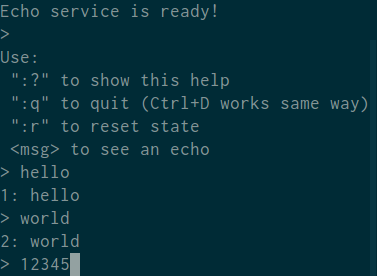 Echo service is ready!
>
Use:
 ":?" to show this help
 ":q" to quit (Ctrl+D works same way)
 ":r" to reset state
 <msg> to see an echo
> hello
1: hello
> world
2: world
> 12345